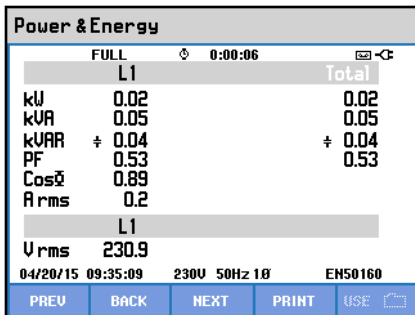 Power & Energy
FULL 0:00:06
L1 Total
kW 0.02 0.02
kVA 0.05 0.05
kVAR 0.04 0.04
PF 0.53 0.53
CosΦ 0.89
A rms 0.2
L1
V rms 230.9
04/20/15 09:35:09 230V 50Hz 1Ø EN50160
PREV BACK NEXT PRINT USE